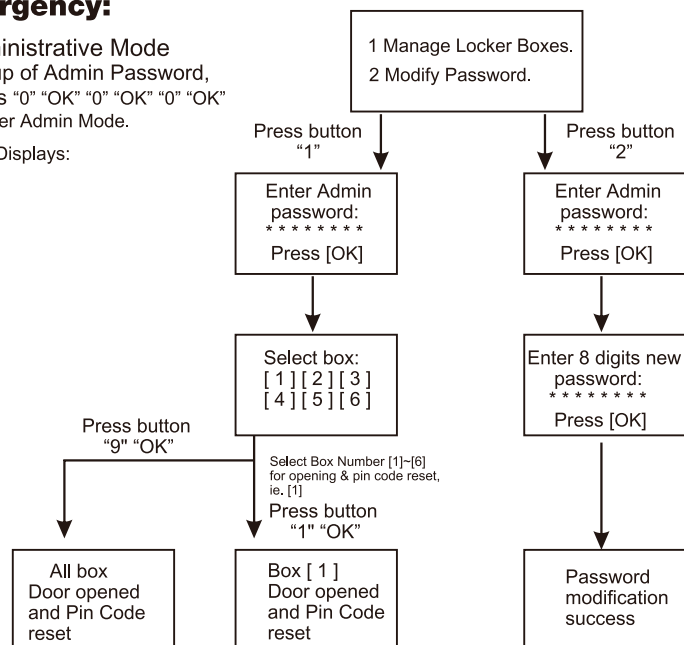 rgency:
inistrative Mode
up of Admin Password,
s “0” “OK” “0” “OK” “0” “OK”
er Admin Mode.
Displays:
1 Manage Locker Boxes.
2 Modify Password.
Press button
“1”
Press button
“2”
Enter Admin
password:
* * * * * * * *
Press [OK]
Enter Admin
password:
* * * * * * * *
Press [OK]
Select box:
[ 1 ] [ 2 ] [ 3 ]
[ 4 ] [ 5 ] [ 6 ]
Enter 8 digits new
password:
* * * * * * * *
Press [OK]
Press button
“9" “OK”
Select Box Number [1]~[6]
for opening & pin code reset,
ie. [1]
Press button
“1" “OK”
All box
Door opened
and Pin Code
reset
Box [ 1 ]
Door opened
and Pin Code
reset
Password
modification
success